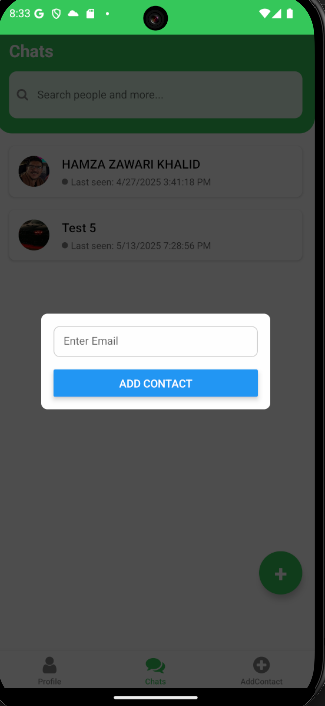 8:33
Chats
Search people and more...
HAMZA ZAWARI KHALID
Last seen: 4/27/2025 3:41:18 PM
Test 5
Last seen: 5/13/2025 7:28:56 PM
Enter Email
ADD CONTACT
Profile
Chats
AddContact